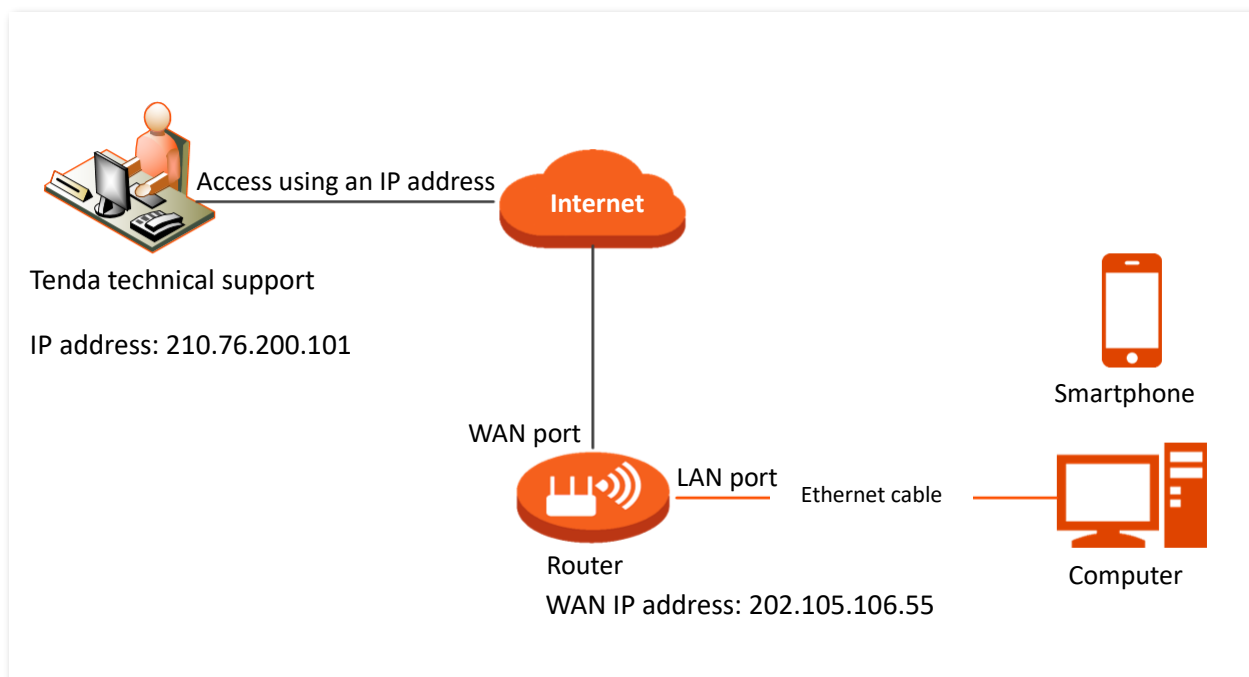 Access using an IP address
Internet
Tenda technical support
IP address: 210.76.200.101
Smartphone
WAN port
LAN port
Ethernet cable
Router
WAN IP address: 202.105.106.55
Computer